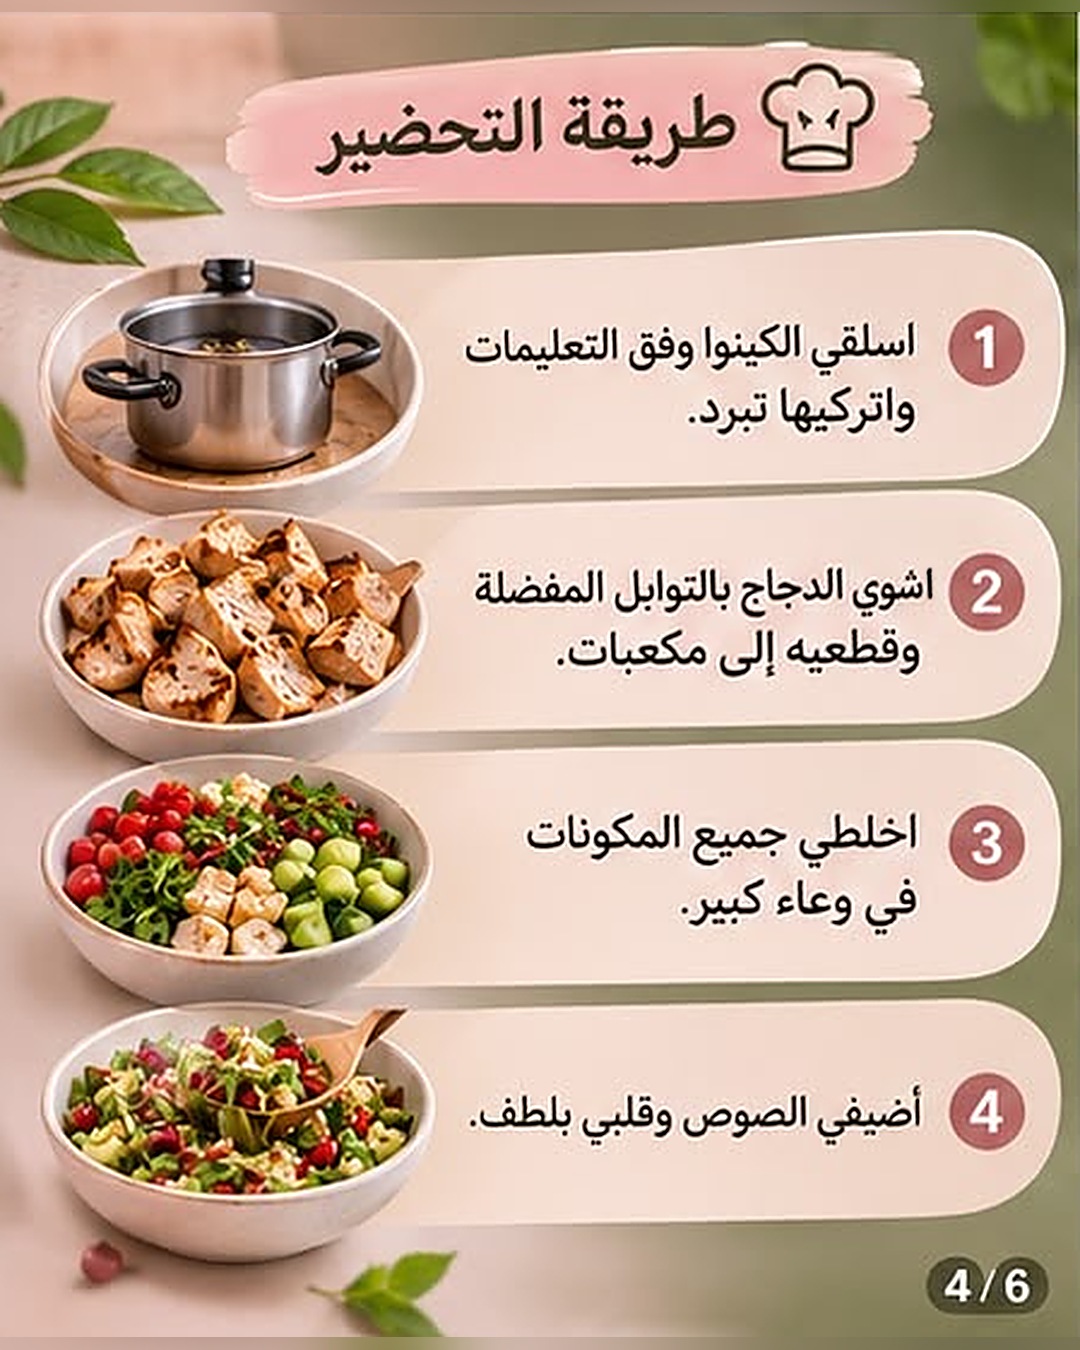 طريقة التحضير
1
اسلقي الكينوا وفق التعليمات
واتركيها تبرد.
2
اشوي الدجاج بالتوابل المفضلة
وقطعيه إلى مكعبات.
3
اخلطي جميع المكونات
في وعاء كبير.
4
أضيفي الصوص وقلبي بلطف.
4/6